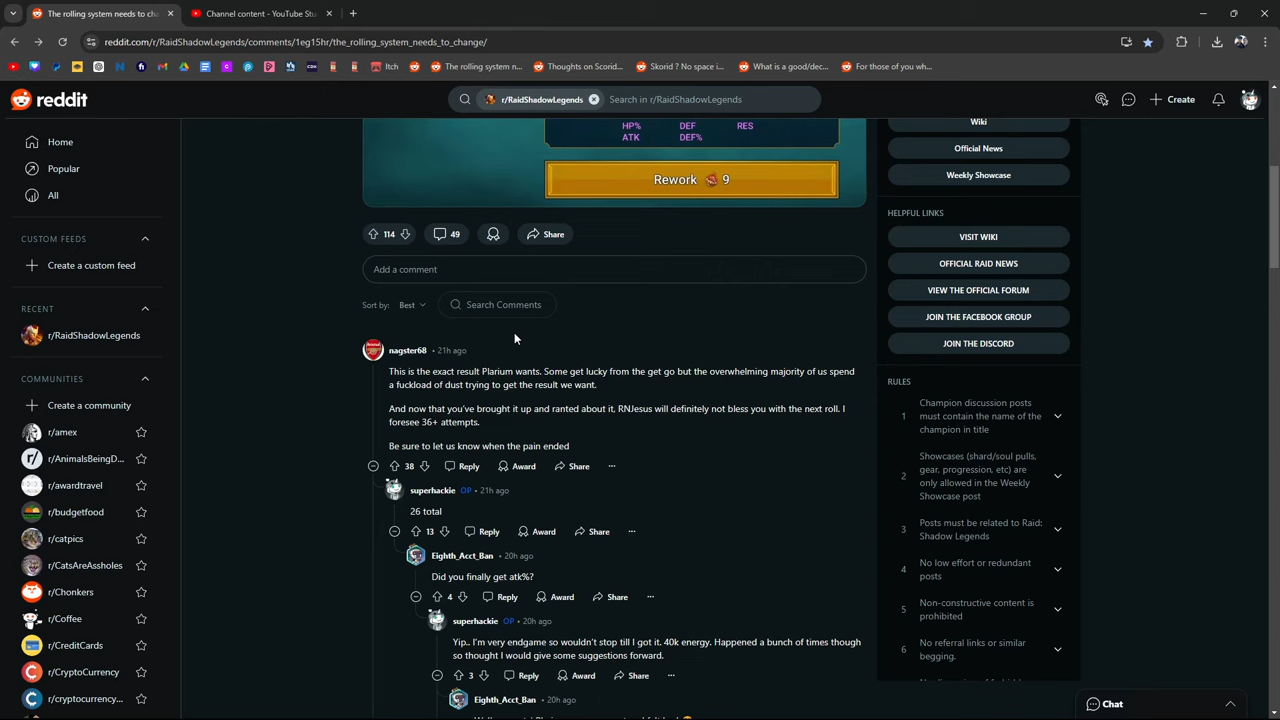 The rolling system needs to cha
Channel content - YouTube Stu
reddit.com/r/RaidShadowLegends/comments/1eg15hr/the_rolling_system_needs_to_change/
Itch
The rolling system n...
Thoughts on Scorid...
Skorid ? No space i...
What is a good/dec...
For those of you wh...
reddit
r/RaidShadowLegends
Search in r/RaidShadowLegends
Create
Home
Popular
All
CUSTOM FEEDS
Create a custom feed
RECENT
r/RaidShadowLegends
COMMUNITIES
Create a community
r/amex
r/AnimalsBeingD...
r/awardtravel
r/budgetfood
r/catpics
r/CatsAreAssholes
r/Chonkers
r/Coffee
r/CreditCards
r/CryptoCurrency
r/cryptocurrency...
HP% DEF RES
ATK DEF%
Rework 9
114 49 Share
Add a comment
Sort by: Best
Search Comments
nagster68 • 21h ago
This is the exact result Plarium wants. Some get lucky from the get go but the overwhelming majority of us spend
a fuckload of dust trying to get the result we want.
And now that you've brought it up and ranted about it, RNJesus will definitely not bless you with the next roll. I
foresee 36+ attempts.
Be sure to let us know when the pain ended
38 Reply Award Share ...
superhackie OP • 21h ago
26 total
13 Reply Award Share ...
Eighth_Acct_Ban • 20h ago
Did you finally get atk%?
4 Reply Award Share ...
superhackie OP • 20h ago
Yip.. I'm very endgame so wouldn't stop till I got it. 40k energy. Happened a bunch of times though
so thought I would give some suggestions forward.
3 Reply Award Share ...
Eighth_Acct_Ban • 20h ago
Wiki
Official News
Weekly Showcase
HELPFUL LINKS
VISIT WIKI
OFFICIAL RAID NEWS
VIEW THE OFFICIAL FORUM
JOIN THE FACEBOOK GROUP
JOIN THE DISCORD
RULES
1 Champion discussion posts
must contain the name of the
champion in title
2 Showcases (shard/soul pulls,
gear, progression, etc) are
only allowed in the Weekly
Showcase post
3 Posts must be related to Raid:
Shadow Legends
4 No low effort or redundant
posts
5 Non-constructive content is
prohibited
6 No referral links or similar
begging.
Chat